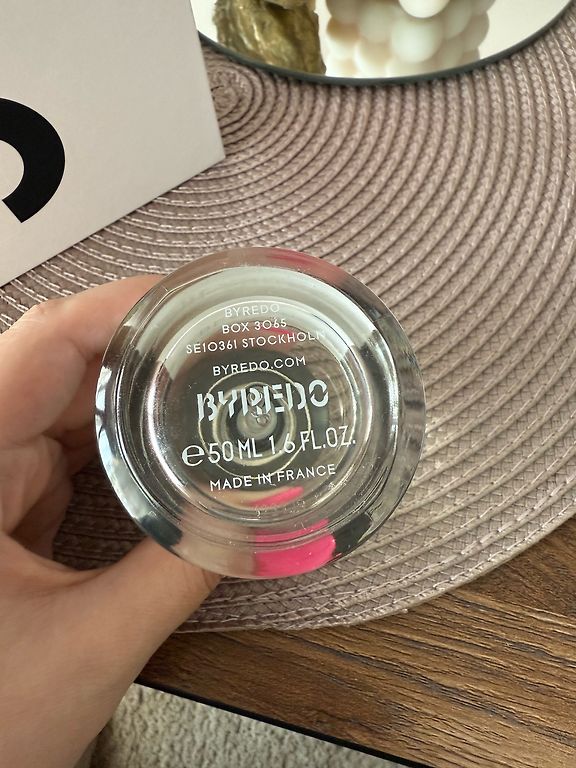 BYREDO
BOX 3065
SE10361 STOCKHOLM
BYREDO.COM
BYREDO
℮50 ML 1.6 FL.OZ.
MADE IN FRANCE